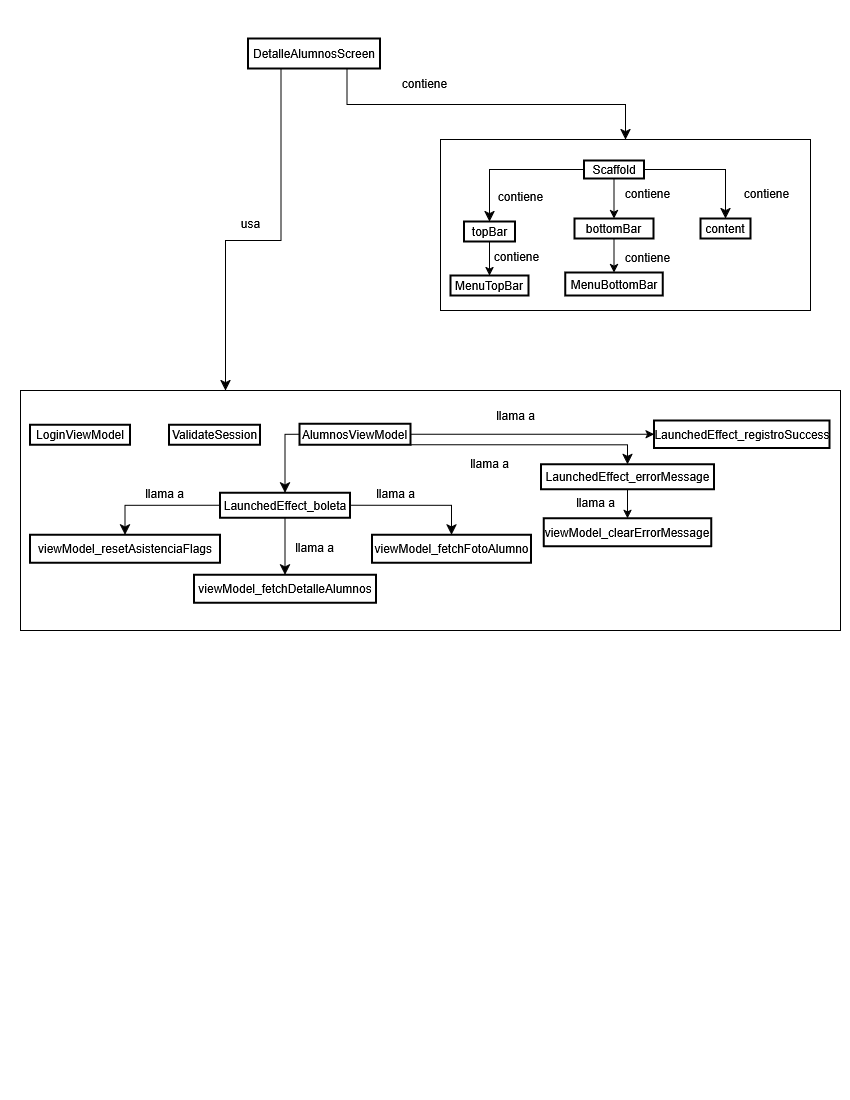 DetalleAlumnosScreen
contiene
Scaffold
contiene
contiene
contiene
topBar
bottomBar
content
contiene
contiene
MenuTopBar
MenuBottomBar
usa
llama a
LoginViewModel
ValidateSession
AlumnosViewModel
LaunchedEffect_registroSuccess
llama a
LaunchedEffect_errorMessage
llama a
llama a
llama a
LaunchedEffect_boleta
viewModel_clearErrorMessage
viewModel_resetAsistenciaFlags
llama a
viewModel_fetchFotoAlumno
viewModel_fetchDetalleAlumnos